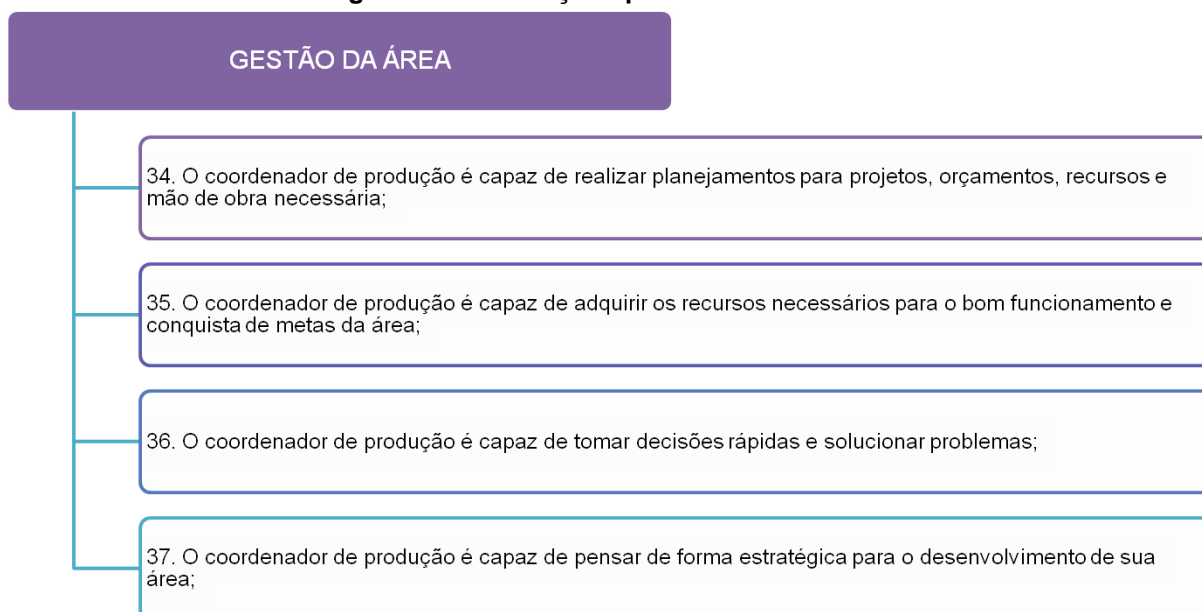 GESTÃO DA ÁREA
34. O coordenador de produção é capaz de realizar planejamentos para projetos, orçamentos, recursos e
mão de obra necessária;
35. O coordenador de produção é capaz de adquirir os recursos necessários para o bom funcionamento e
conquista de metas da área;
36. O coordenador de produção é capaz de tomar decisões rápidas e solucionar problemas;
37. O coordenador de produção é capaz de pensar de forma estratégica para o desenvolvimento de sua
área;